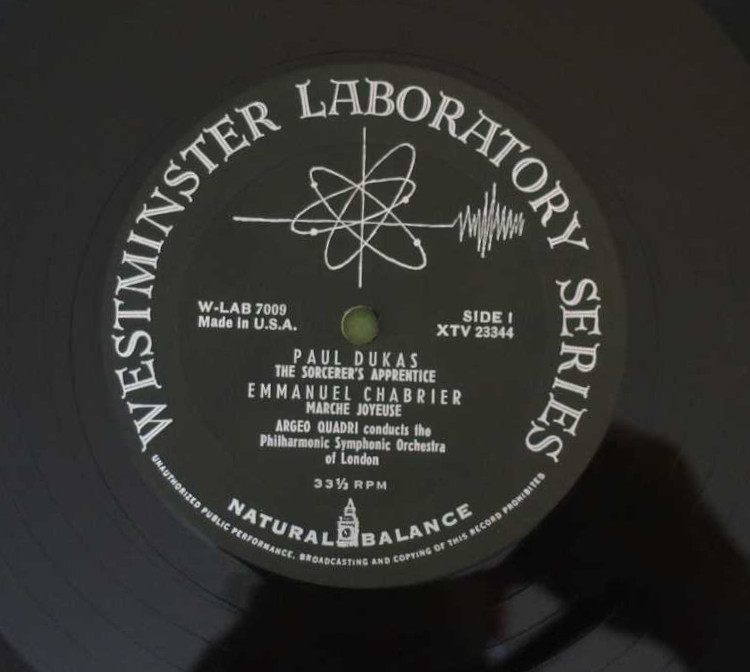 WESTMINSTER LABORATORY SERIES
W-LAB 7009
Made in U.S.A.
SIDE 1
XTV 23344
PAUL DUKAS
THE SORCERER'S APPRENTICE
EMMANUEL CHABRIER
MARCHE JOYEUSE
ARGEO QUADRI conducts the
Philharmonic Symphonic Orchestra
of London
33⅓ RPM
NATURAL BALANCE
UNAUTHORIZED PUBLIC PERFORMANCE, BROADCASTING AND COPYING OF THIS RECORD PROHIBITED